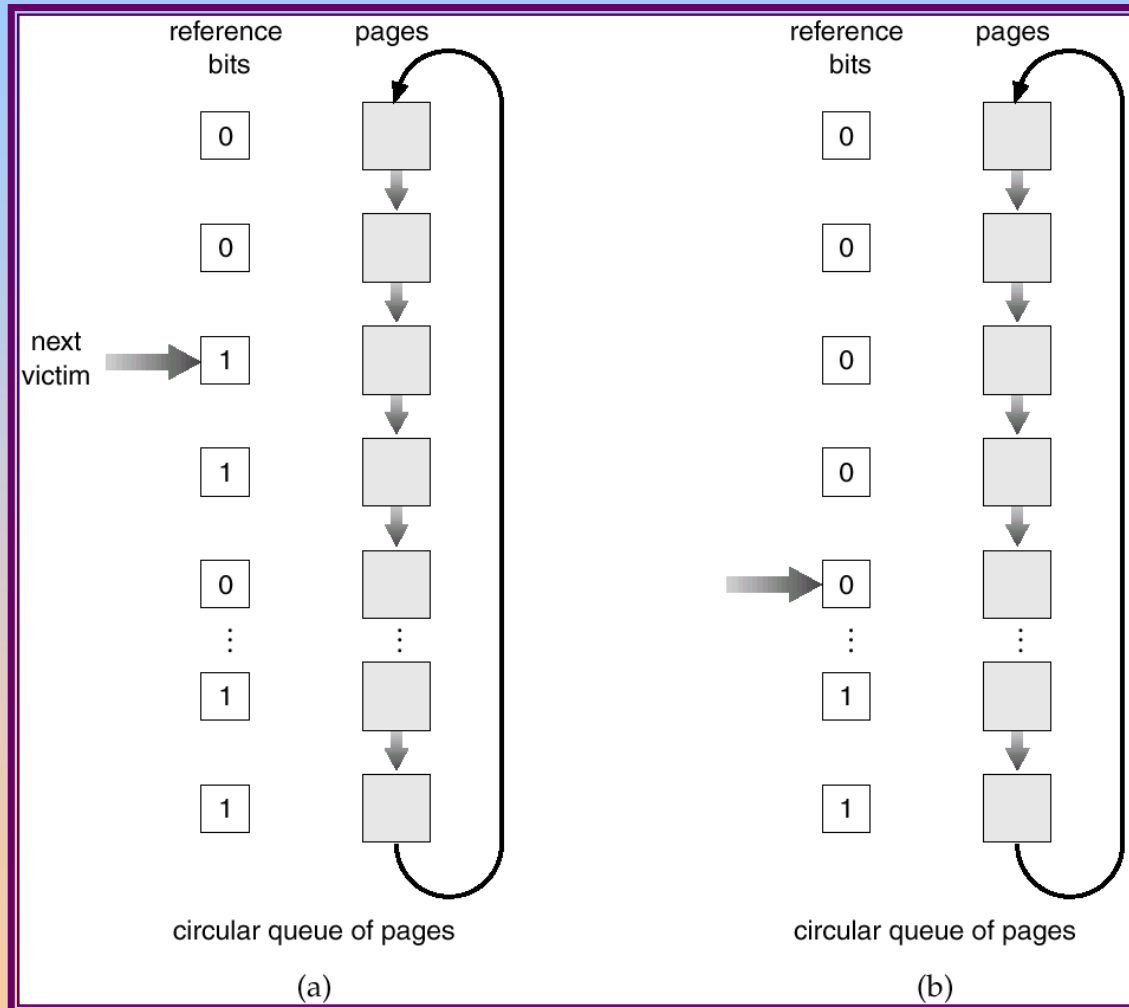 reference pages
bits
0
0
next
victim
1
1
0
⋮ ⋮
1
1
circular queue of pages
(a)
reference pages
bits
0
0
0
0
0
⋮ ⋮
1
1
circular queue of pages
(b)